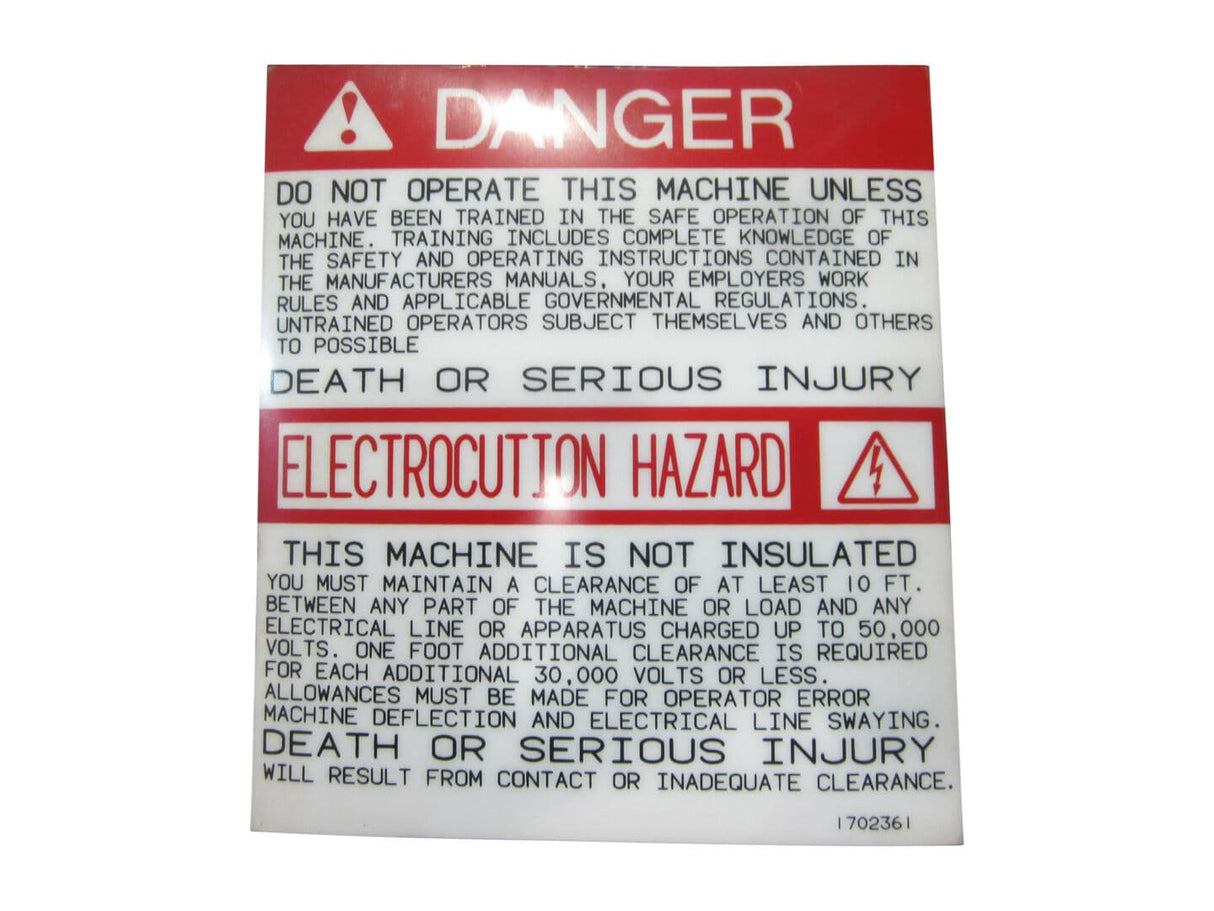 DANGER
DO NOT OPERATE THIS MACHINE UNLESS
YOU HAVE BEEN TRAINED IN THE SAFE OPERATION OF THIS
MACHINE. TRAINING INCLUDES COMPLETE KNOWLEDGE OF
THE SAFETY AND OPERATING INSTRUCTIONS CONTAINED IN
THE MANUFACTURERS MANUALS, YOUR EMPLOYERS WORK
RULES AND APPLICABLE GOVERNMENTAL REGULATIONS.
UNTRAINED OPERATORS SUBJECT THEMSELVES AND OTHERS
TO POSSIBLE
DEATH OR SERIOUS INJURY
ELECTROCUTION HAZARD
THIS MACHINE IS NOT INSULATED
YOU MUST MAINTAIN A CLEARANCE OF AT LEAST 10 FT.
BETWEEN ANY PART OF THE MACHINE OR LOAD AND ANY
ELECTRICAL LINE OR APPARATUS CHARGED UP TO 50,000
VOLTS. ONE FOOT ADDITIONAL CLEARANCE IS REQUIRED
FOR EACH ADDITIONAL 30,000 VOLTS OR LESS.
ALLOWANCES MUST BE MADE FOR OPERATOR ERROR
MACHINE DEFLECTION AND ELECTRICAL LINE SWAYING.
DEATH OR SERIOUS INJURY
WILL RESULT FROM CONTACT OR INADEQUATE CLEARANCE.
1702361